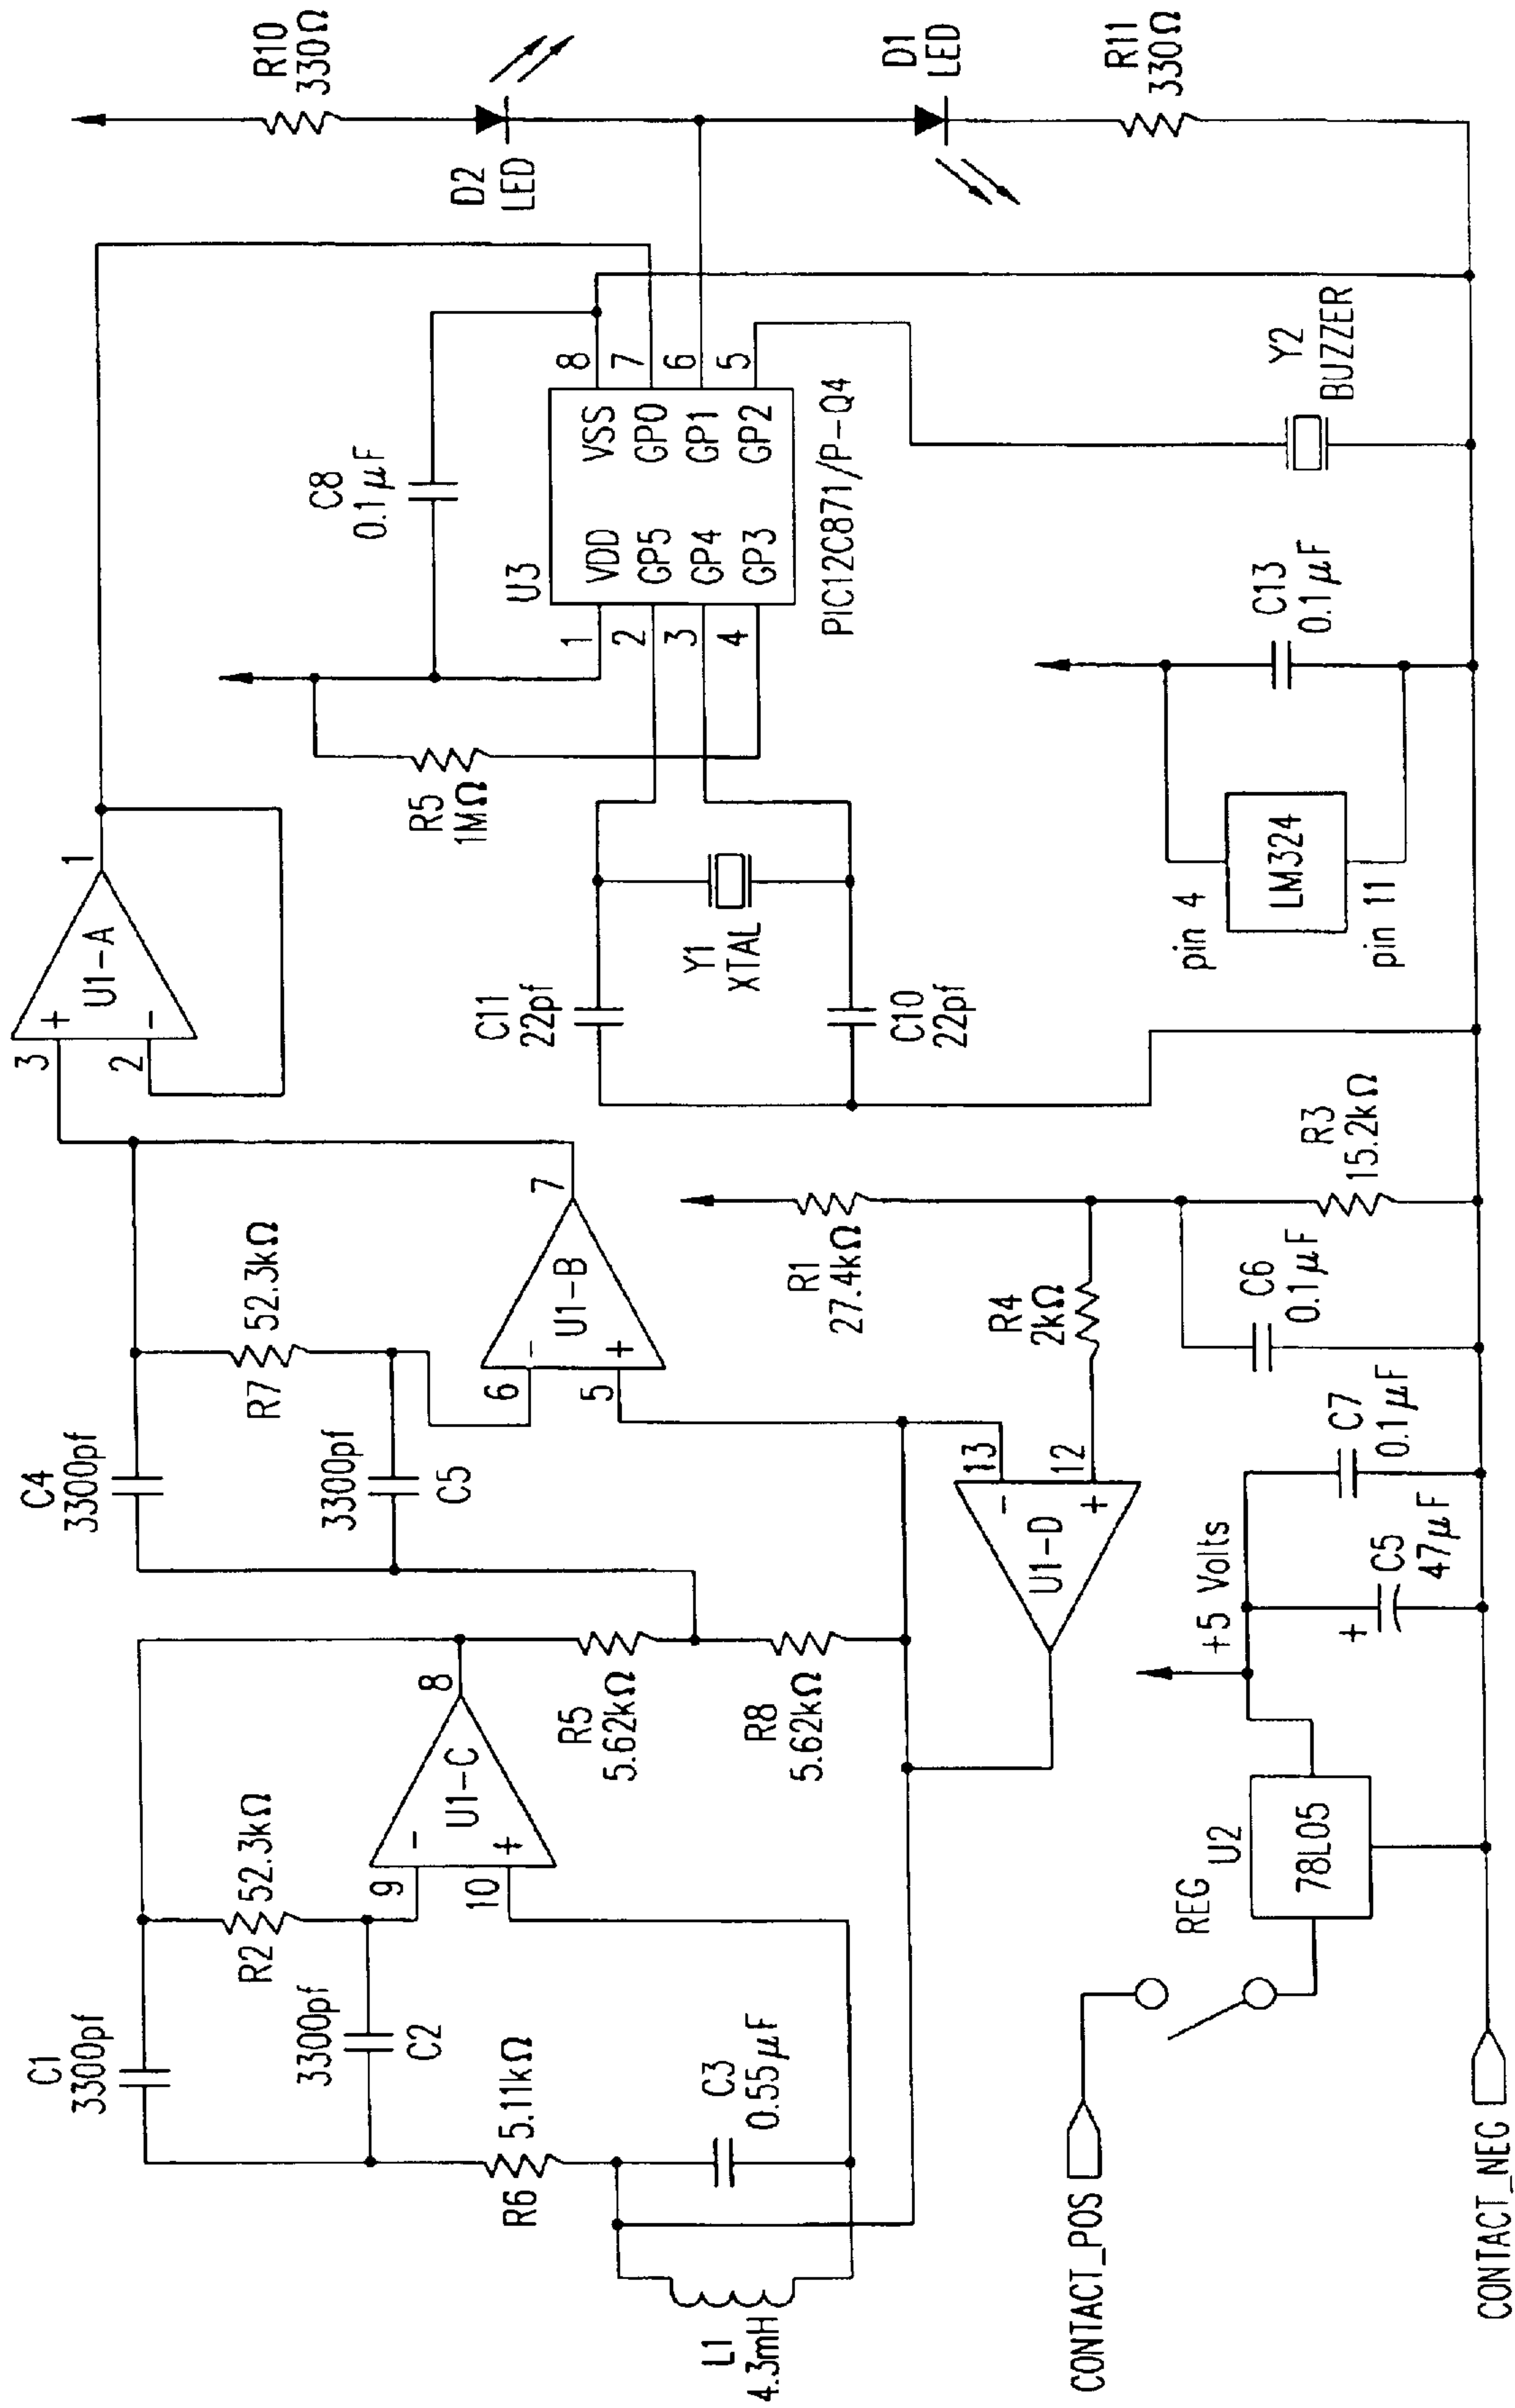 C1
3300pf
R2 52.3kΩ
3300pf
C2
9
10
8
U1-C
-
+
R6 5.11kΩ
C3
0.55μF
L1
4.3mH
R5
5.62kΩ
R8
5.62kΩ
C4
3300pf
R7 52.3kΩ
3300pf
C5
6
5
7
U1-B
-
+
3
2
1
U1-A
+
-
13
12
U1-D
-
+
R4
2kΩ
R1
27.4kΩ
R3
15.2kΩ
C6
0.1μF
C7
0.1μF
C5
47μF
+
+5 Volts
REG
U2
78L05
CONTACT_POS
CONTACT_NEG
C11
22pf
Y1
XTAL
C10
22pf
R5
1MΩ
C8
0.1μF
U3
1
2
3
4
VDD
GP5
GP4
GP3
VSS
GP0
GP1
GP2
8
7
6
5
PIC12C871/P-Q4
pin 4
LM324
pin 11
C13
0.1μF
Y2
BUZZER
R10
330Ω
D2
LED
D1
LED
R11
330Ω